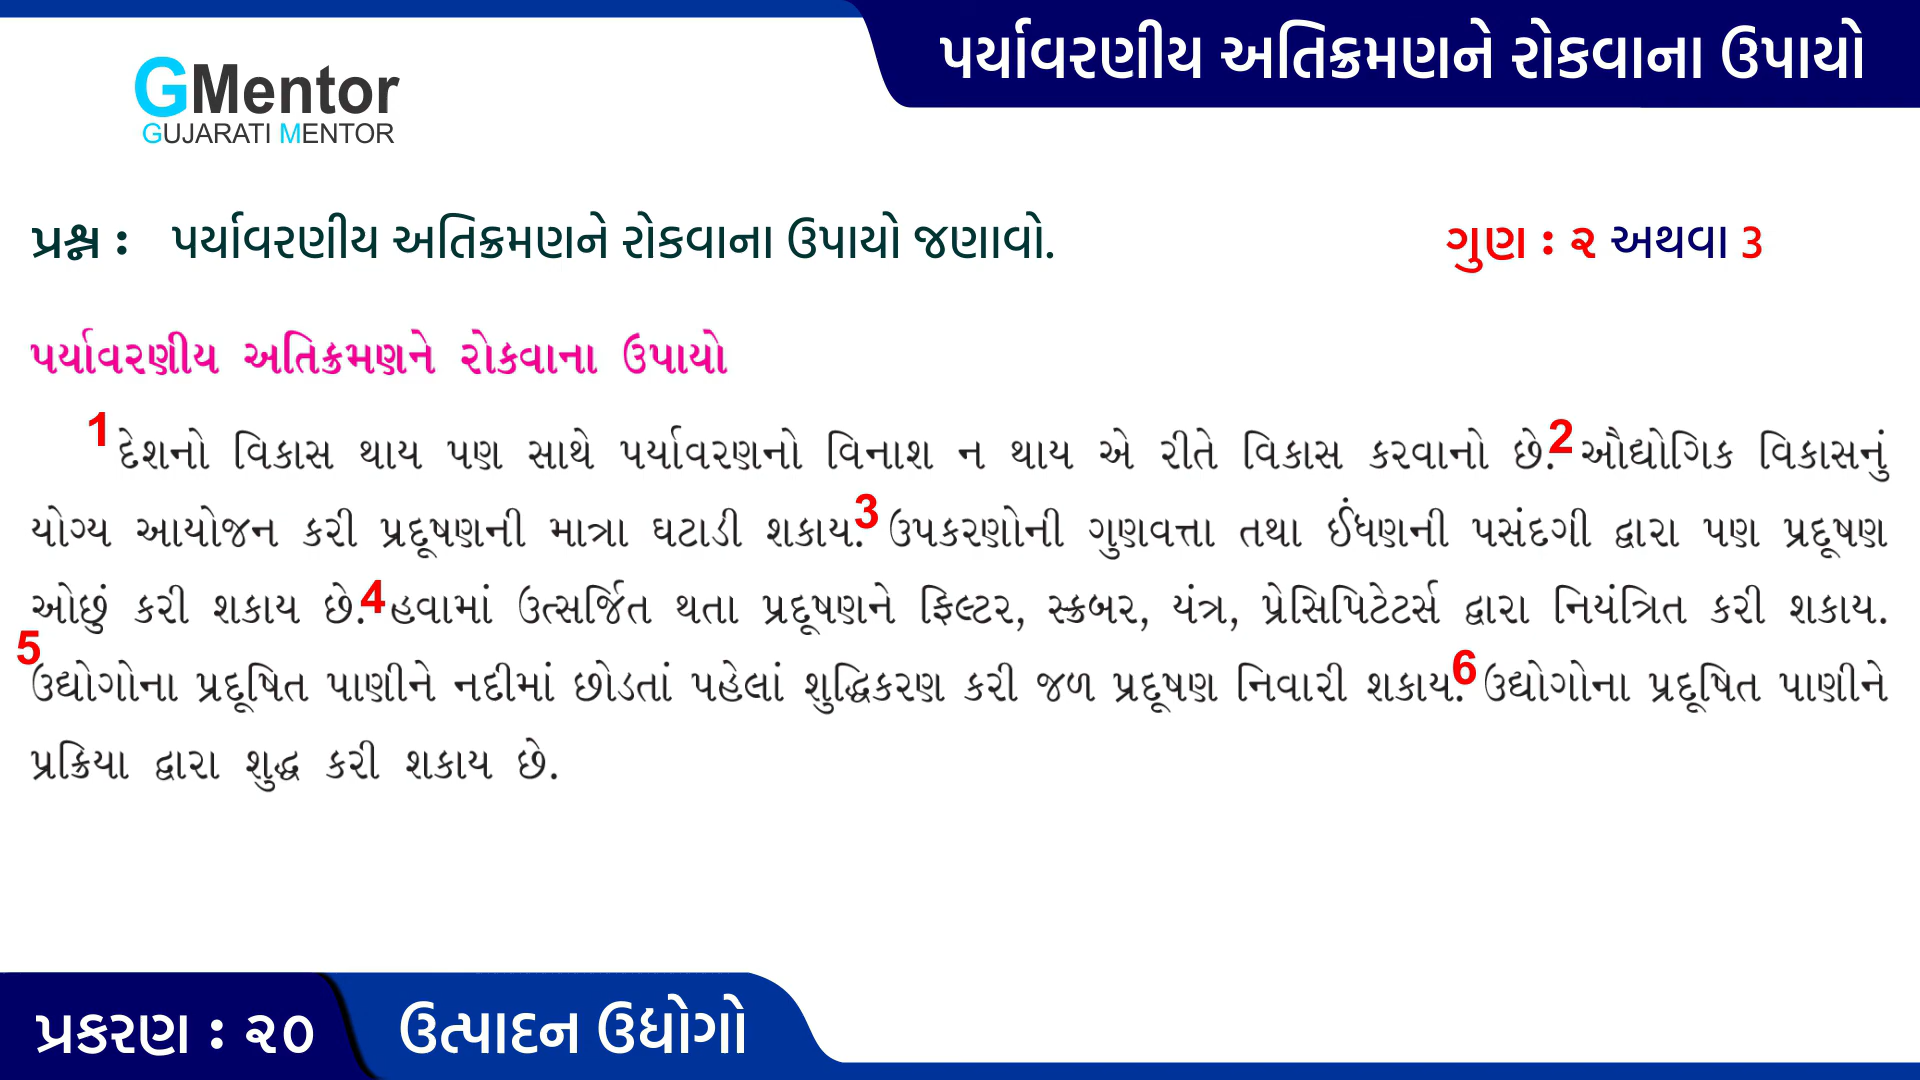 પર્યાવરણીય અતિક્રમણને રોકવાના ઉપાયો
GMentor
GUJARATI MENTOR
પ્રશ્ન : પર્યાવરણીય અતિક્રમણને રોકવાના ઉપાયો જણાવો. ગુણ : ૨ અથવા 3
પર્યાવરણીય અતિક્રમણને રોકવાના ઉપાયો
1 દેશનો વિકાસ થાય પણ સાથે પર્યાવરણનો વિનાશ ન થાય એ રીતે વિકાસ કરવાનો છે. 2 ઔદ્યોગિક વિકાસનું
યોગ્ય આયોજન કરી પ્રદૂષણની માત્રા ઘટાડી શકાય. 3 ઉપકરણોની ગુણવત્તા તથા ઈંધણની પસંદગી દ્વારા પણ પ્રદૂષણ
ઓછું કરી શકાય છે. 4 હવામાં ઉત્સર્જિત થતા પ્રદૂષણને ફિલ્ટર, સ્ક્રબર, યંત્ર, પ્રેસિપિટેટર્સ દ્વારા નિયંત્રિત કરી શકાય.
5 ઉદ્યોગોના પ્રદૂષિત પાણીને નદીમાં છોડતાં પહેલાં શુદ્ધિકરણ કરી જળ પ્રદૂષણ નિવારી શકાય. 6 ઉદ્યોગોના પ્રદૂષિત પાણીને
પ્રક્રિયા દ્વારા શુદ્ધ કરી શકાય છે.
પ્રકરણ : ૨૦ ઉત્પાદન ઉદ્યોગો